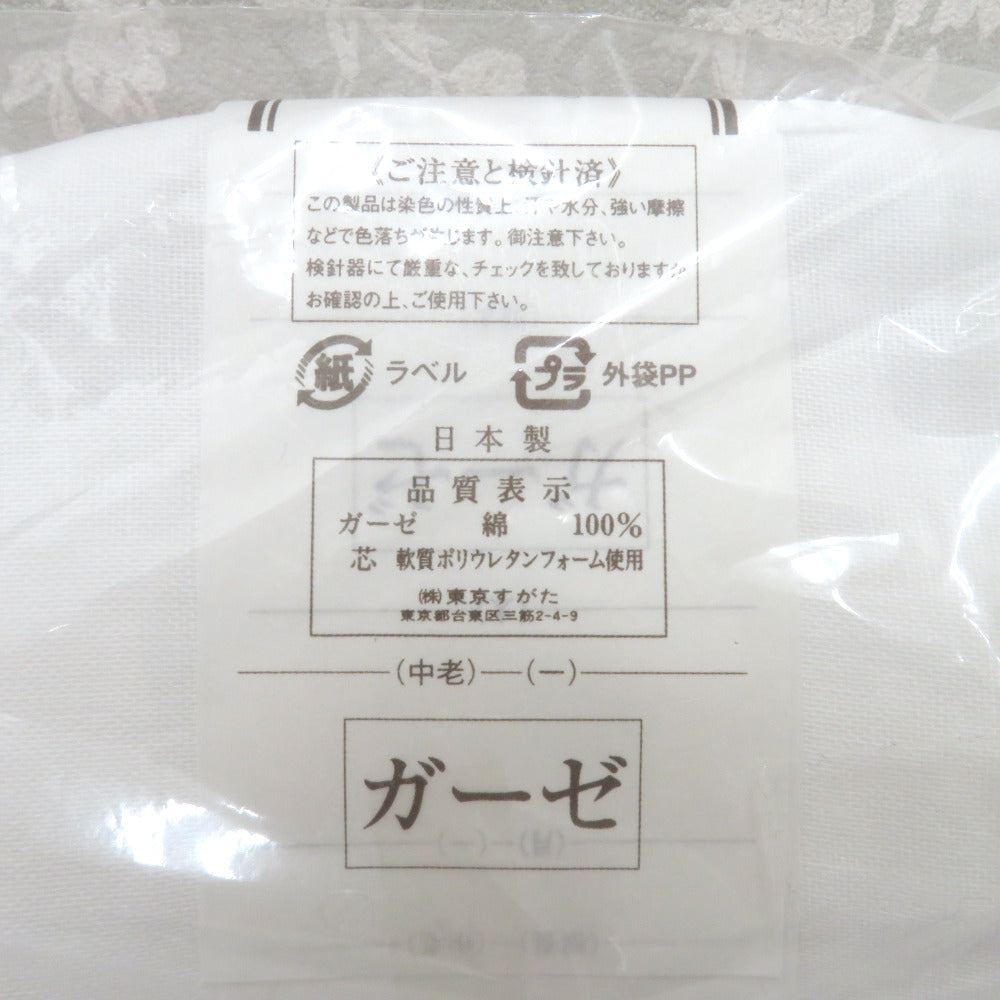 《ご注意と検針済》
この製品は染色の性質上、汗や水分、強い摩擦
などで色落ちが生じます。御注意下さい。
検針器にて厳重な、チェックを致しておりますが
お確認の上、ご使用下さい。
紙 ラベル プラ 外袋PP
日本製
品質表示
ガーゼ 綿 100%
芯 軟質ポリウレタンフォーム使用
㈱東京すがた
東京都台東区三筋2-4-9
(中老)—(一)
ガーゼ